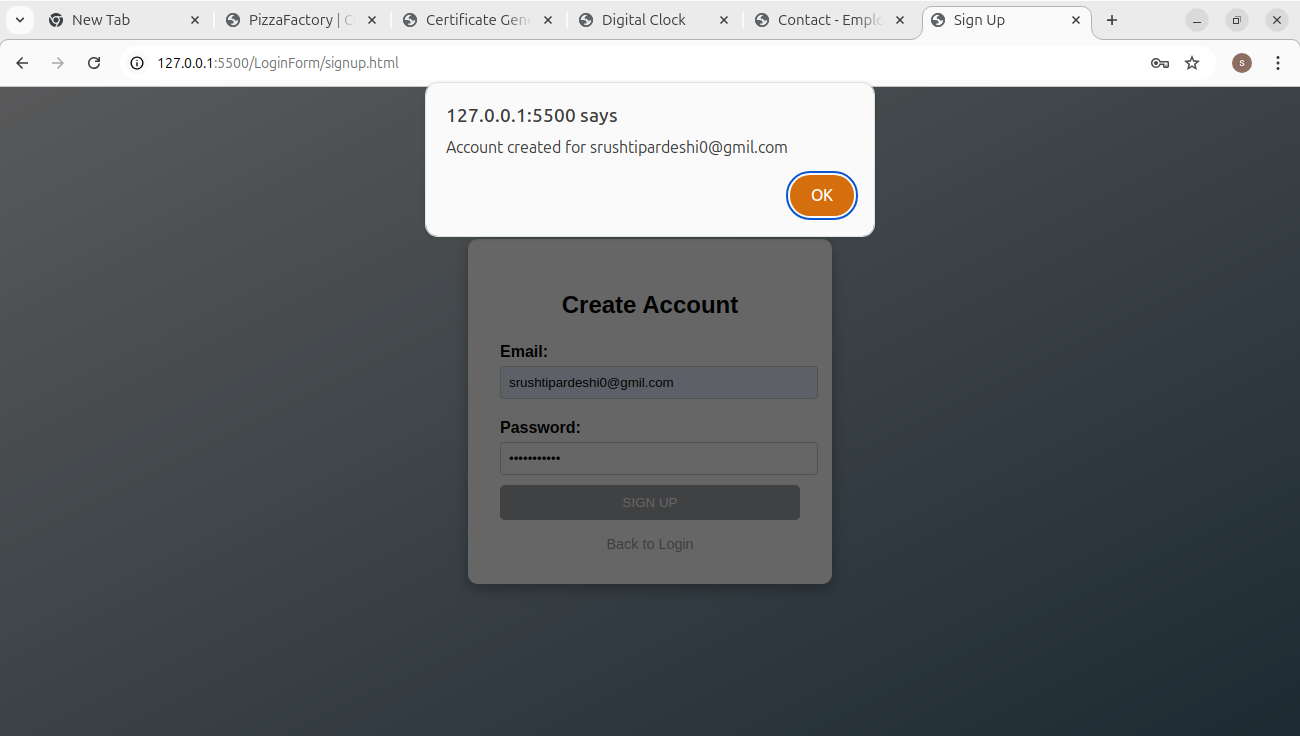 New Tab
PizzaFactory | C
Certificate Gene
Digital Clock
Contact - Emplo
Sign Up
127.0.0.1:5500/LoginForm/signup.html
S
127.0.0.1:5500 says
Account created for srushtipardeshi0@gmil.com
OK
Create Account
Email:
srushtipardeshi0@gmil.com
Password:
•••••••••••
SIGN UP
Back to Login